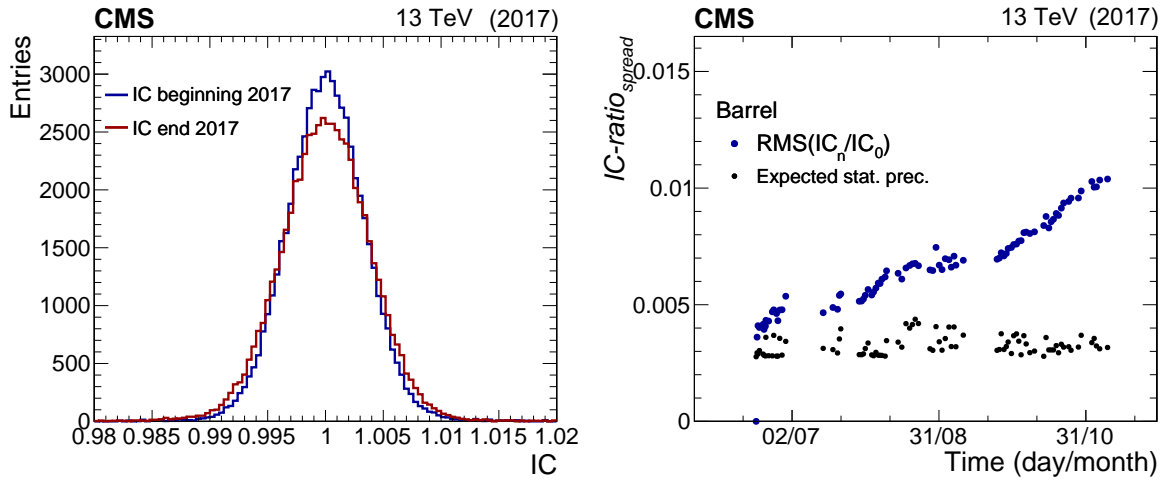 CMS 13 TeV (2017)
Entries
3000
2500
2000
1500
1000
500
0
IC beginning 2017
IC end 2017
0.98 0.985 0.99 0.995 1 1.005 1.01 1.015 1.02
IC
CMS 13 TeV (2017)
IC-ratio_spread
0.015
0.01
0.005
0
Barrel
RMS(IC_n/IC_0)
Expected stat. prec.
02/07 31/08 31/10
Time (day/month)